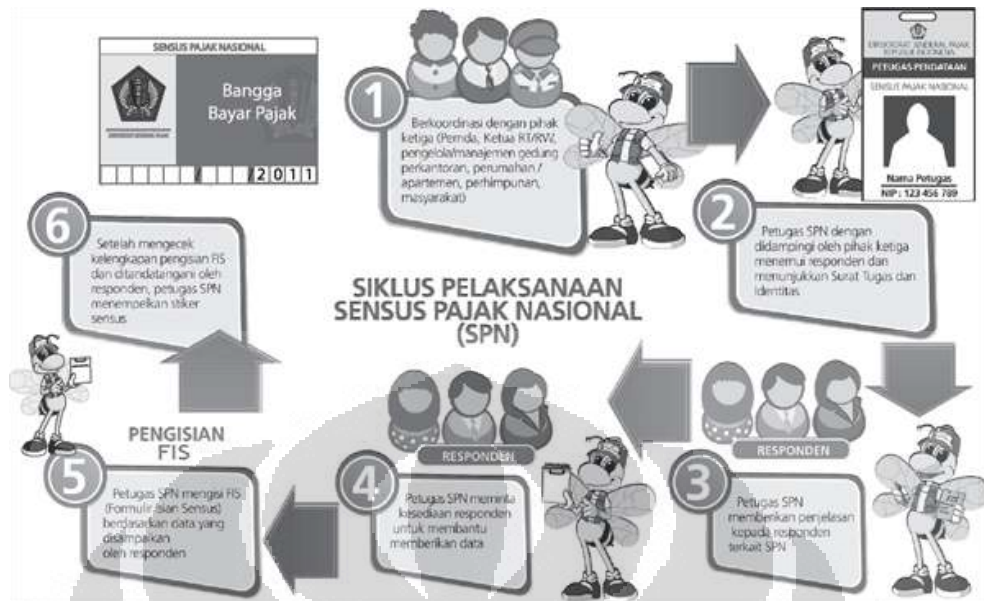 SENSUS PAJAK NASIONAL
Bangga
Bayar Pajak
/ / 2011
1
Berkoordinasi dengan pihak
ketiga (Pemda, Ketua RT/RW,
pengelola/manajemen gedung
perkantoran, perumahan /
apartemen, perhimpunan,
masyarakat)
DIREKTORAT JENDERAL PAJAK
REPUBLIK INDONESIA
PETUGAS PENDATAAN
SENSUS PAJAK NASIONAL
Nama Petugas
NIP : 123 456 789
2
Petugas SPN dengan
didampingi oleh pihak ketiga
menemui responden dan
menunjukkan Surat Tugas dan
Identitas
SIKLUS PELAKSANAAN
SENSUS PAJAK NASIONAL
(SPN)
RESPONDEN
3
Petugas SPN
memberikan penjelasan
kepada responden
terkait SPN
RESPONDEN
4
Petugas SPN meminta
kesediaan responden
untuk membantu
memberikan data
PENGISIAN
FIS
5
Petugas SPN mengisi FIS
(Formulir Isian Sensus)
berdasarkan data yang
disampaikan
oleh responden
6
Setelah mengecek
kelengkapan pengisian FIS
dan ditandatangani oleh
responden, petugas SPN
menempelkan stiker
sensus